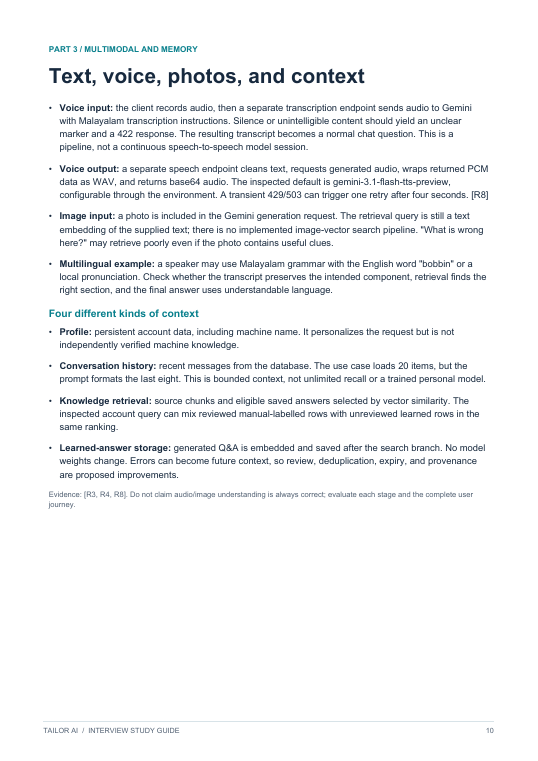 PART 3 / MULTIMODAL AND MEMORY
Text, voice, photos, and context
• Voice input: the client records audio, then a separate transcription endpoint sends audio to Gemini
with Malayalam transcription instructions. Silence or unintelligible content should yield an unclear
marker and a 422 response. The resulting transcript becomes a normal chat question. This is a
pipeline, not a continuous speech-to-speech model session.
• Voice output: a separate speech endpoint cleans text, requests generated audio, wraps returned PCM
data as WAV, and returns base64 audio. The inspected default is gemini-3.1-flash-tts-preview,
configurable through the environment. A transient 429/503 can trigger one retry after four seconds. [R8]
• Image input: a photo is included in the Gemini generation request. The retrieval query is still a text
embedding of the supplied text; there is no implemented image-vector search pipeline. "What is wrong
here?" may retrieve poorly even if the photo contains useful clues.
• Multilingual example: a speaker may use Malayalam grammar with the English word "bobbin" or a
local pronunciation. Check whether the transcript preserves the intended component, retrieval finds the
right section, and the final answer uses understandable language.
Four different kinds of context
• Profile: persistent account data, including machine name. It personalizes the request but is not
independently verified machine knowledge.
• Conversation history: recent messages from the database. The use case loads 20 items, but the
prompt formats the last eight. This is bounded context, not unlimited recall or a trained personal model.
• Knowledge retrieval: source chunks and eligible saved answers selected by vector similarity. The
inspected account query can mix reviewed manual-labelled rows with unreviewed learned rows in the
same ranking.
• Learned-answer storage: generated Q&A is embedded and saved after the search branch. No model
weights change. Errors can become future context, so review, deduplication, expiry, and provenance
are proposed improvements.
Evidence: [R3, R4, R8]. Do not claim audio/image understanding is always correct; evaluate each stage and the complete user
journey.
TAILOR AI / INTERVIEW STUDY GUIDE
10